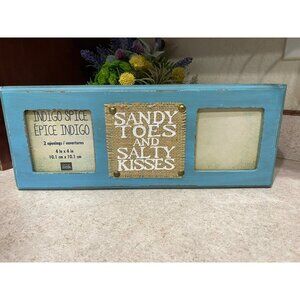 INDIGO SPICE
ÉPICE INDIGO
2 openings / ouvertures
4 in x 4 in
10.1 cm x 10.1 cm
SANDY
TOES
AND
SALTY
KISSES